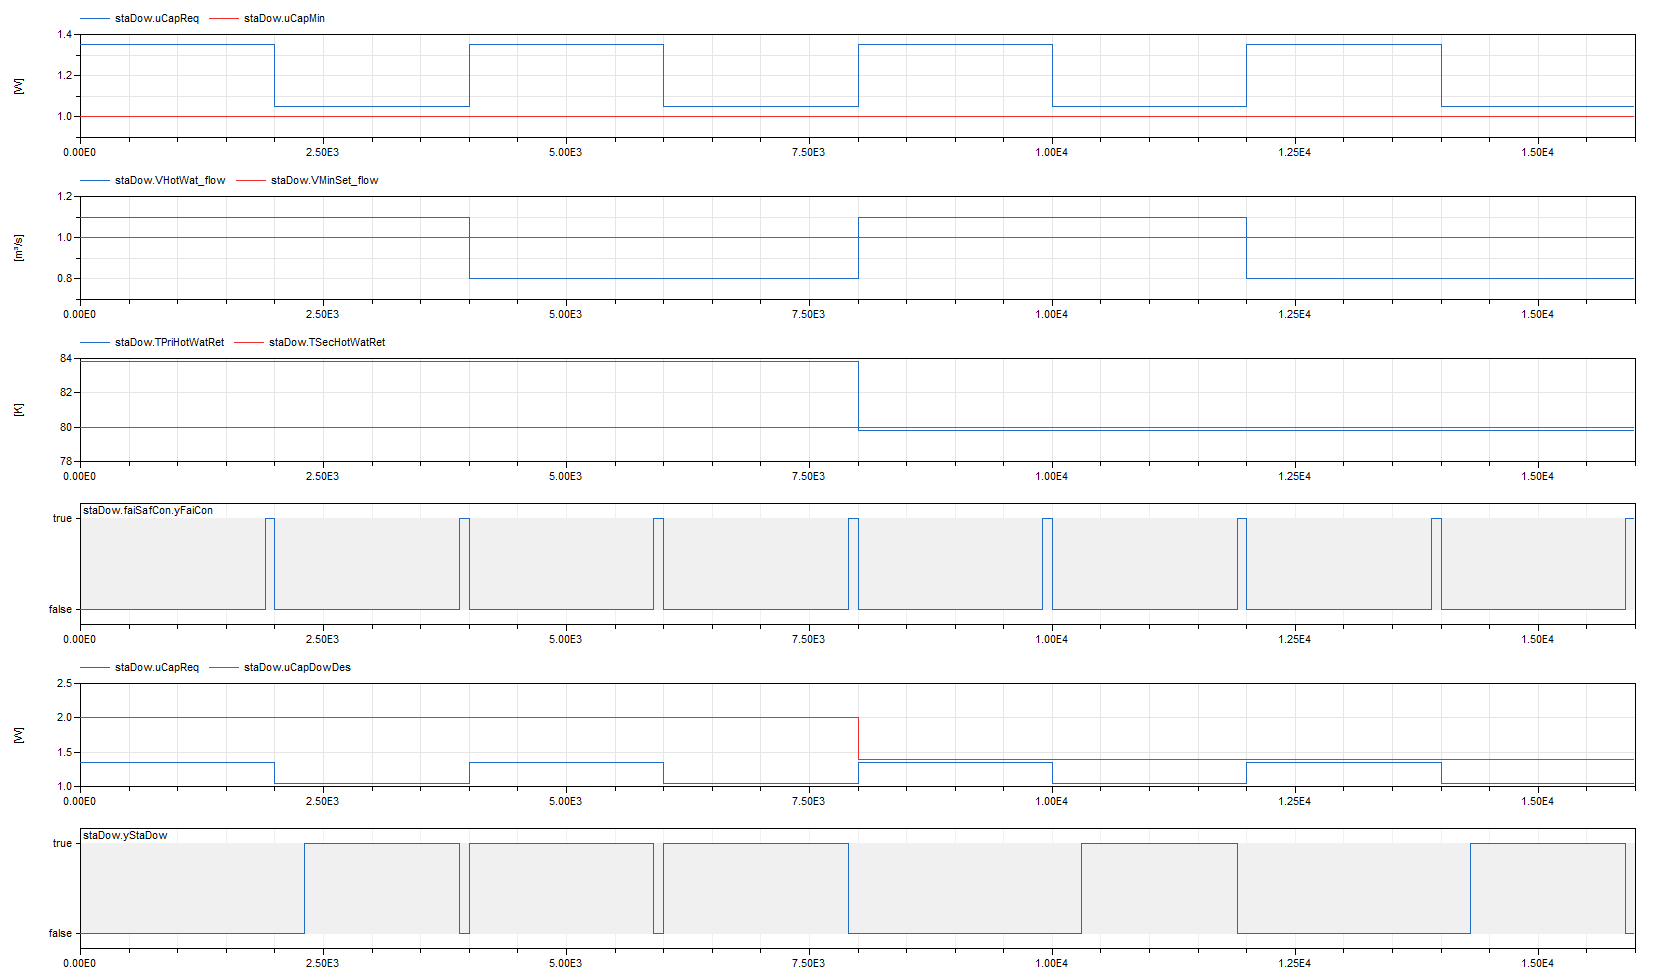 staDow.uCapReq staDow.uCapMin
1.4
1.2
1.0
[W]
0.00E0 2.50E3 5.00E3 7.50E3 1.00E4 1.25E4 1.50E4
staDow.VHotWat_flow staDow.VMinSet_flow
1.2
1.0
0.8
[m³/s]
0.00E0 2.50E3 5.00E3 7.50E3 1.00E4 1.25E4 1.50E4
staDow.TPriHotWatRet staDow.TSecHotWatRet
84
82
80
78
[K]
0.00E0 2.50E3 5.00E3 7.50E3 1.00E4 1.25E4 1.50E4
staDow.faiSafCon.yFaiCon
true
false
0.00E0 2.50E3 5.00E3 7.50E3 1.00E4 1.25E4 1.50E4
staDow.uCapReq staDow.uCapDowDes
2.5
2.0
1.5
1.0
[W]
0.00E0 2.50E3 5.00E3 7.50E3 1.00E4 1.25E4 1.50E4
staDow.yStaDow
true
false
0.00E0 2.50E3 5.00E3 7.50E3 1.00E4 1.25E4 1.50E4